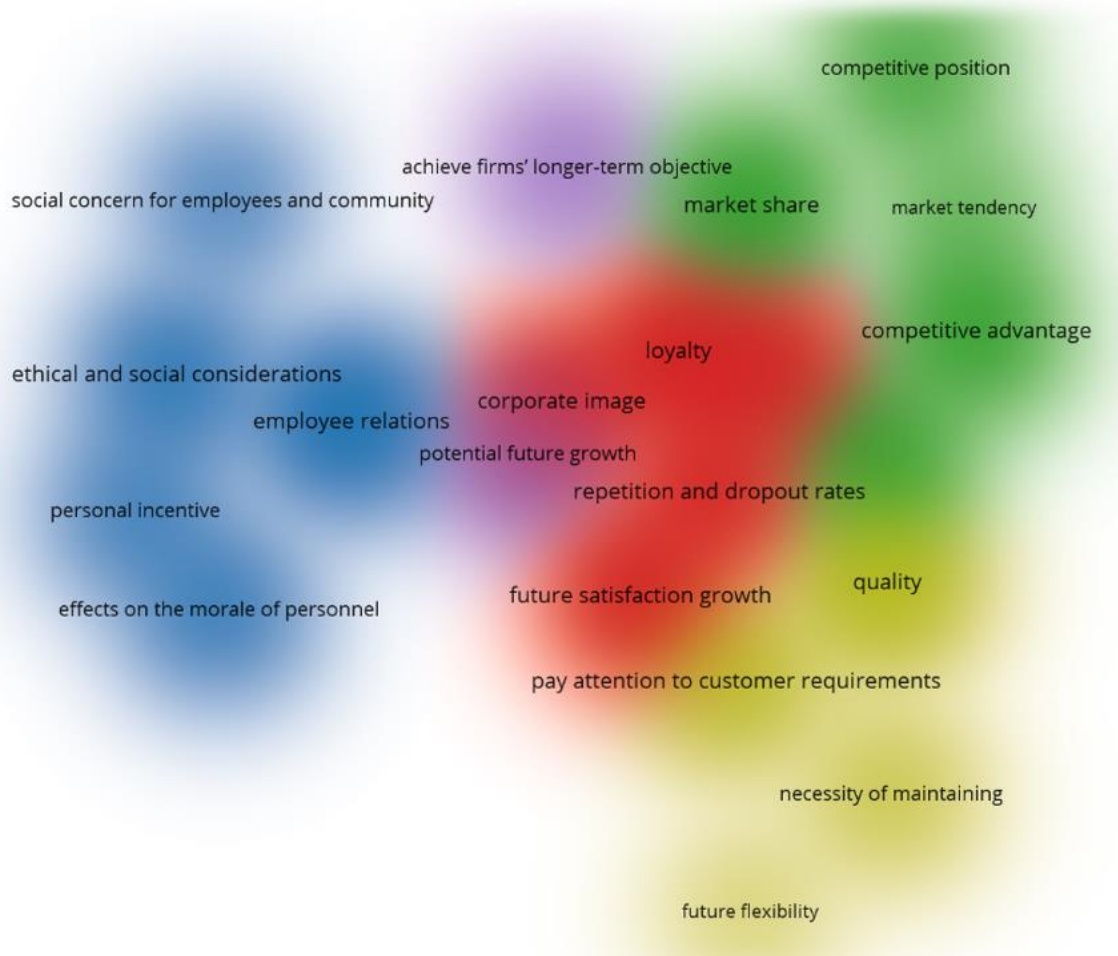 competitive position
achieve firms' longer-term objective
social concern for employees and community
market share
market tendency
competitive advantage
loyalty
ethical and social considerations
corporate image
employee relations
potential future growth
repetition and dropout rates
personal incentive
quality
future satisfaction growth
effects on the morale of personnel
pay attention to customer requirements
necessity of maintaining
future flexibility